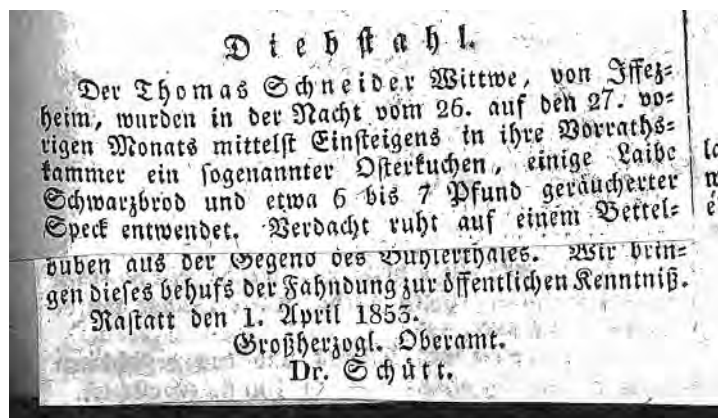 Diebstahl.
Der Thomas Schneider Wittwe, von Iffez-
heim, wurden in der Nacht vom 26. auf den 27. vo-
rigen Monats mittelst Einsteigens in ihre Vorraths-
kammer ein sogenannter Osterkuchen, einige Laibe
Schwarzbrod und etwa 6 bis 7 Pfund geräucherter
Speck entwendet. Verdacht ruht auf einem Bettel-
buben aus der Gegend des Bühlerthales. Wir brin-
gen dieses behufs der Fahndung zur öffentlichen Kenntniß.
Rastatt den 1. April 1853.
Großherzogl. Oberamt.
Dr. Schütt.